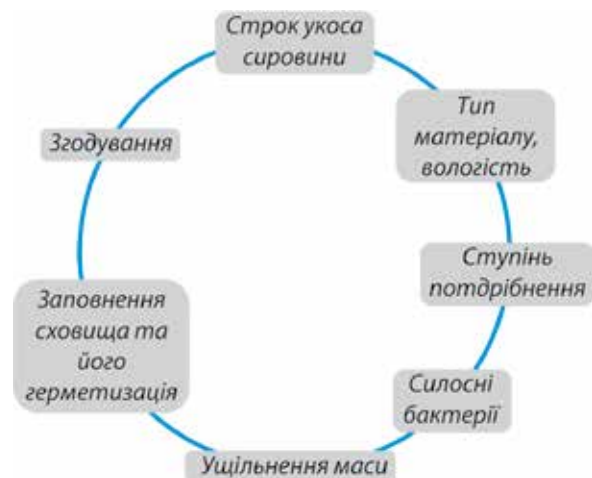 Строк укоса
сировини
Тип
матеріалу,
вологість
Ступінь
потдрібнення
Силосні
бактерії
Ущільнення маси
Заповнення
сховища та
його
герметизація
Згодування